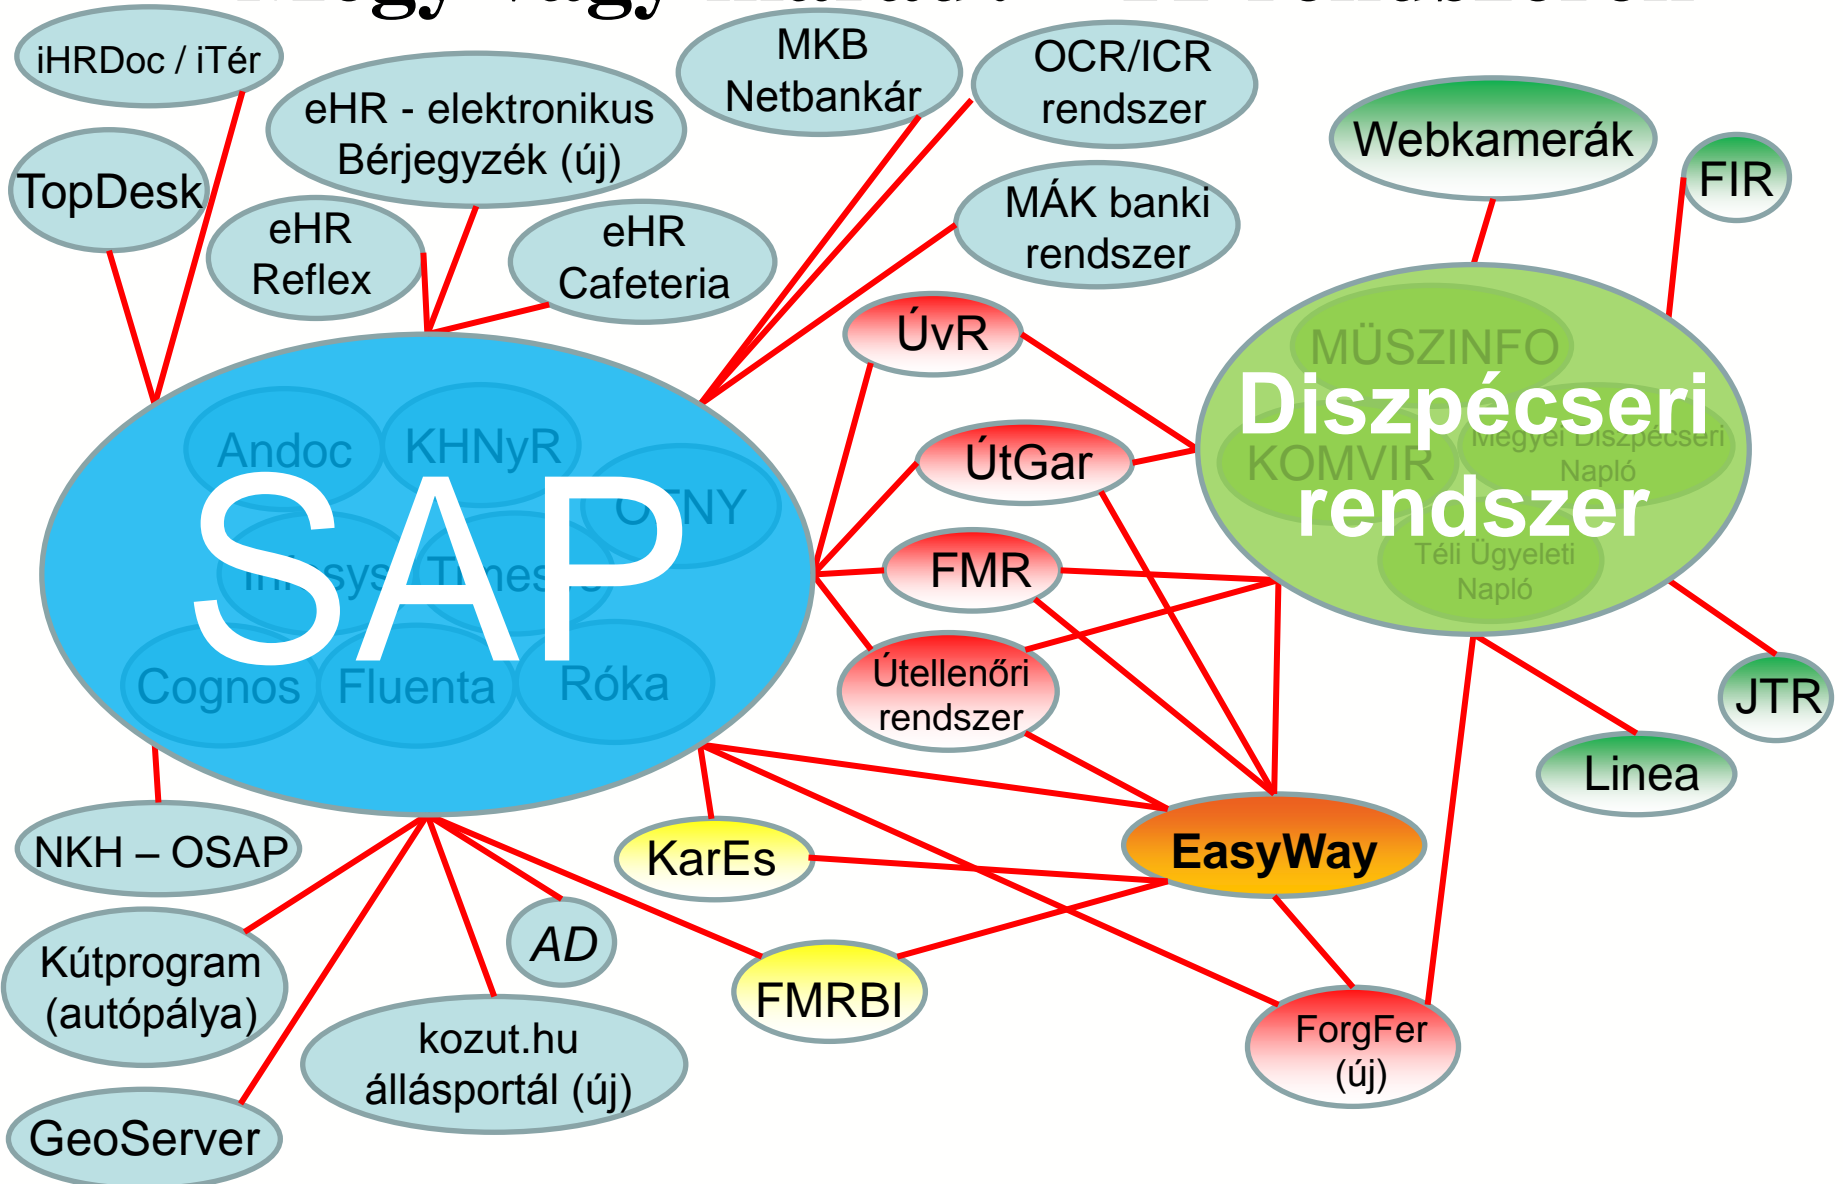 iHRDoc / iTér
eHR - elektronikus
Bérjegyzék (új)
MKB
Netbankár
OCR/ICR
rendszer
Webkamerák
FIR
TopDesk
eHR
Reflex
eHR
Cafeteria
MÁK banki
rendszer
ÚvR
MÜSZINFO
Diszpécseri
rendszer
KOMVIR
Megyei Diszpécseri
Napló
Téli Ügyeleti
Napló
Andoc
KHNyR
SAP
Cognos
Fluenta
Róka
ÚtGar
FMR
Útellenőri
rendszer
JTR
Linea
NKH – OSAP
KarEs
EasyWay
Kútprogram
(autópálya)
AD
FMRBI
kozut.hu
állásportál (új)
ForgFer
(új)
GeoServer